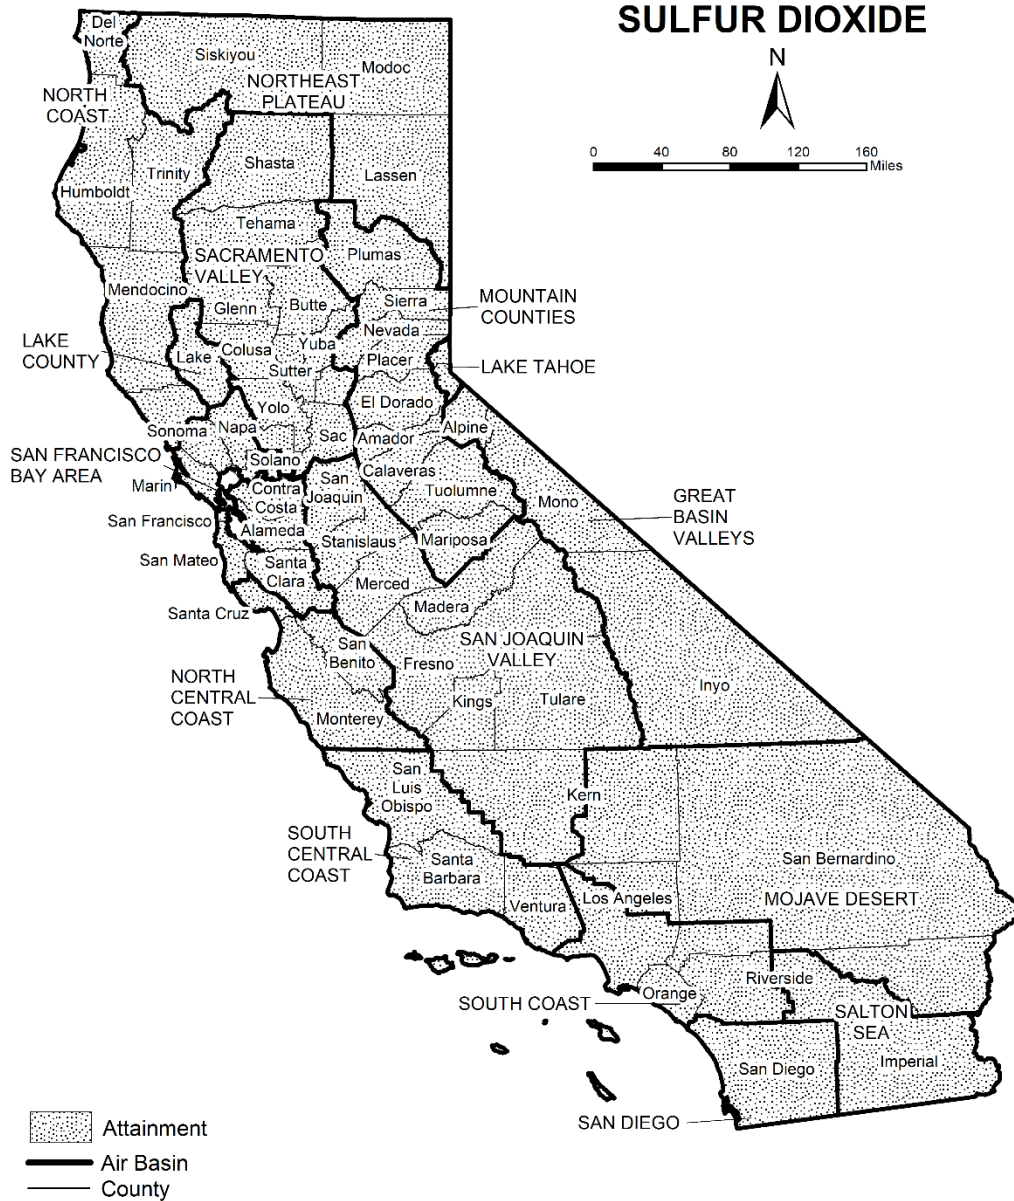 SULFUR DIOXIDE
N
0 40 80 120 160
Miles
Del
Norte
Siskiyou
Modoc
NORTHEAST
PLATEAU
NORTH
COAST
Shasta
Trinity
Lassen
Humboldt
Tehama
SACRAMENTO
VALLEY
Plumas
Mendocino
Glenn
Butte
Sierra
MOUNTAIN
COUNTIES
Nevada
LAKE
COUNTY
Lake
Colusa
Yuba
Placer
LAKE TAHOE
Sutter
El Dorado
Yolo
Napa
Sonoma
Sac
Amador
Alpine
SAN FRANCISCO
BAY AREA
Solano
Calaveras
Marin
Contra
Costa
San
Joaquin
Tuolumne
Mono
GREAT
BASIN
VALLEYS
San Francisco
Alameda
Stanislaus
Mariposa
San Mateo
Santa
Clara
Merced
Santa Cruz
Madera
San
Benito
SAN JOAQUIN
VALLEY
Fresno
NORTH
CENTRAL
COAST
Kings
Tulare
Inyo
Monterey
San
Luis
Obispo
Kern
SOUTH
CENTRAL
COAST
Santa
Barbara
San Bernardino
Ventura
Los Angeles
MOJAVE DESERT
Riverside
Orange
SOUTH COAST
SALTON
SEA
San Diego
Imperial
SAN DIEGO
Attainment
Air Basin
County